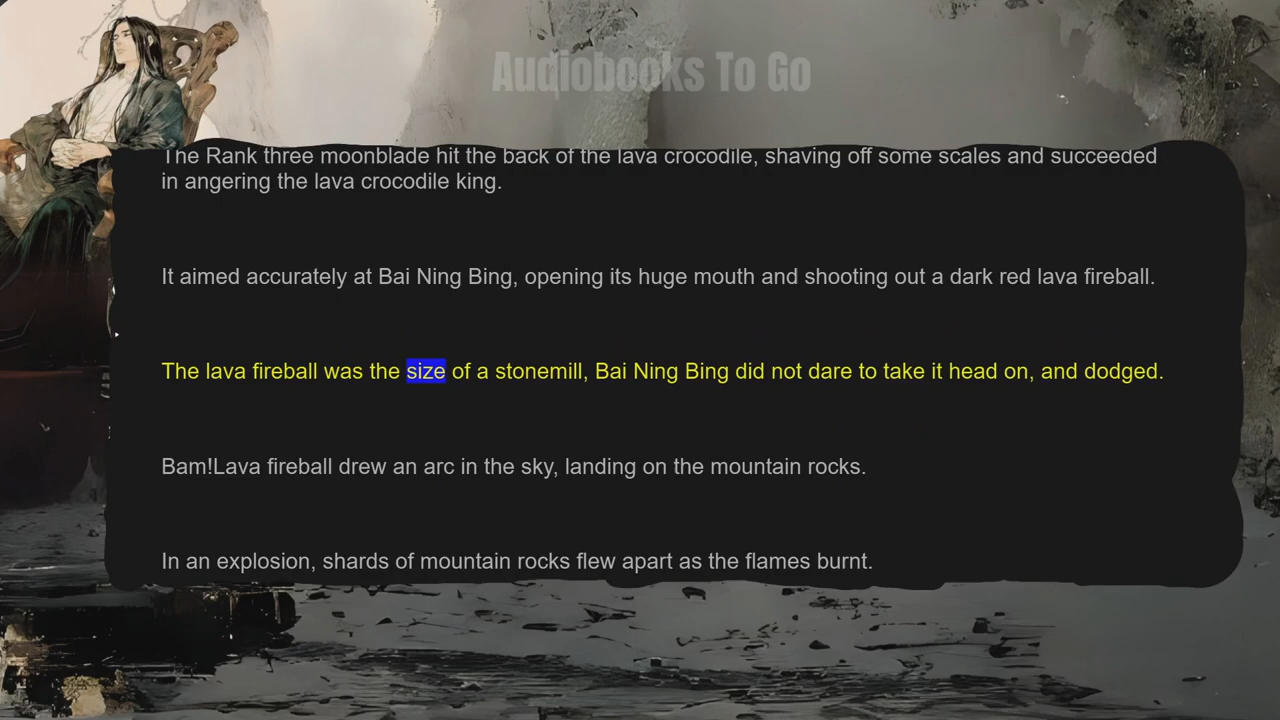 Audiobooks To Go
The Rank three moonblade hit the back of the lava crocodile, shaving off some scales and succeeded
in angering the lava crocodile king.
It aimed accurately at Bai Ning Bing, opening its huge mouth and shooting out a dark red lava fireball.
The lava fireball was the size of a stonemill, Bai Ning Bing did not dare to take it head on, and dodged.
Bam!Lava fireball drew an arc in the sky, landing on the mountain rocks.
In an explosion, shards of mountain rocks flew apart as the flames burnt.